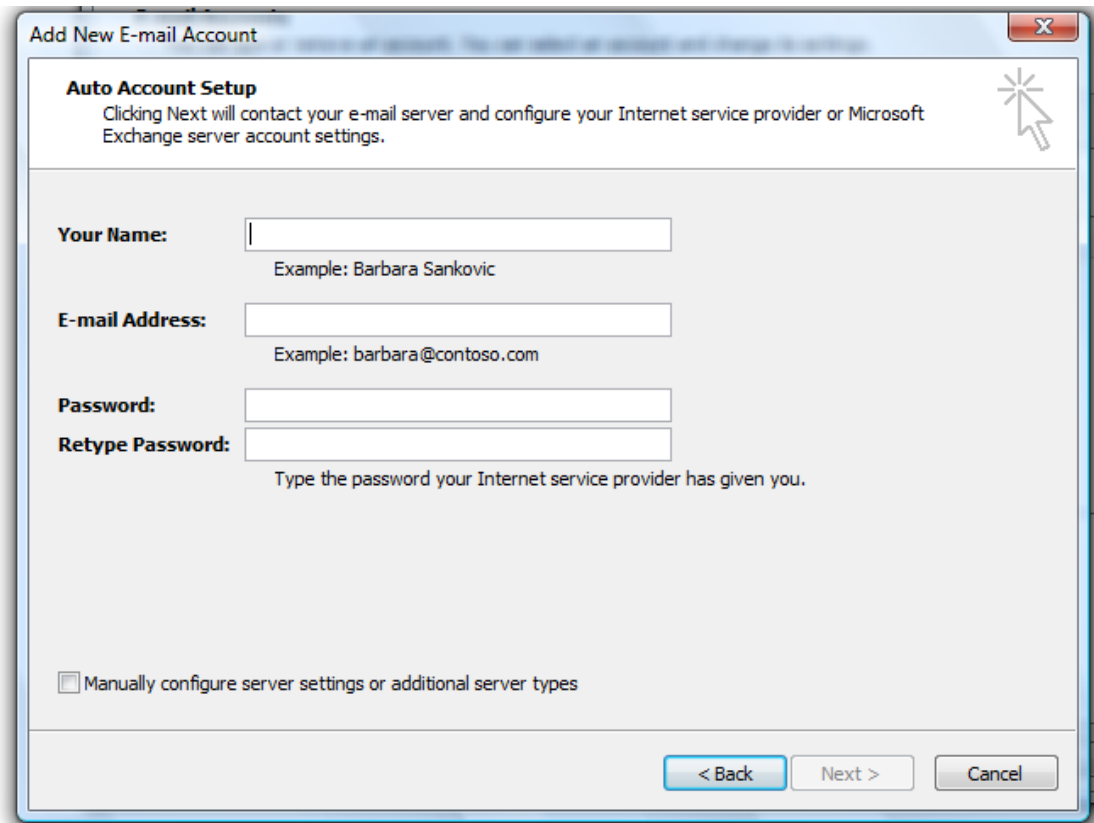 Add New E-mail Account
Auto Account Setup
Clicking Next will contact your e-mail server and configure your Internet service provider or Microsoft
Exchange server account settings.
Your Name:
Example: Barbara Sankovic
E-mail Address:
Example: barbara@contoso.com
Password:
Retype Password:
Type the password your Internet service provider has given you.
Manually configure server settings or additional server types
< Back Next > Cancel